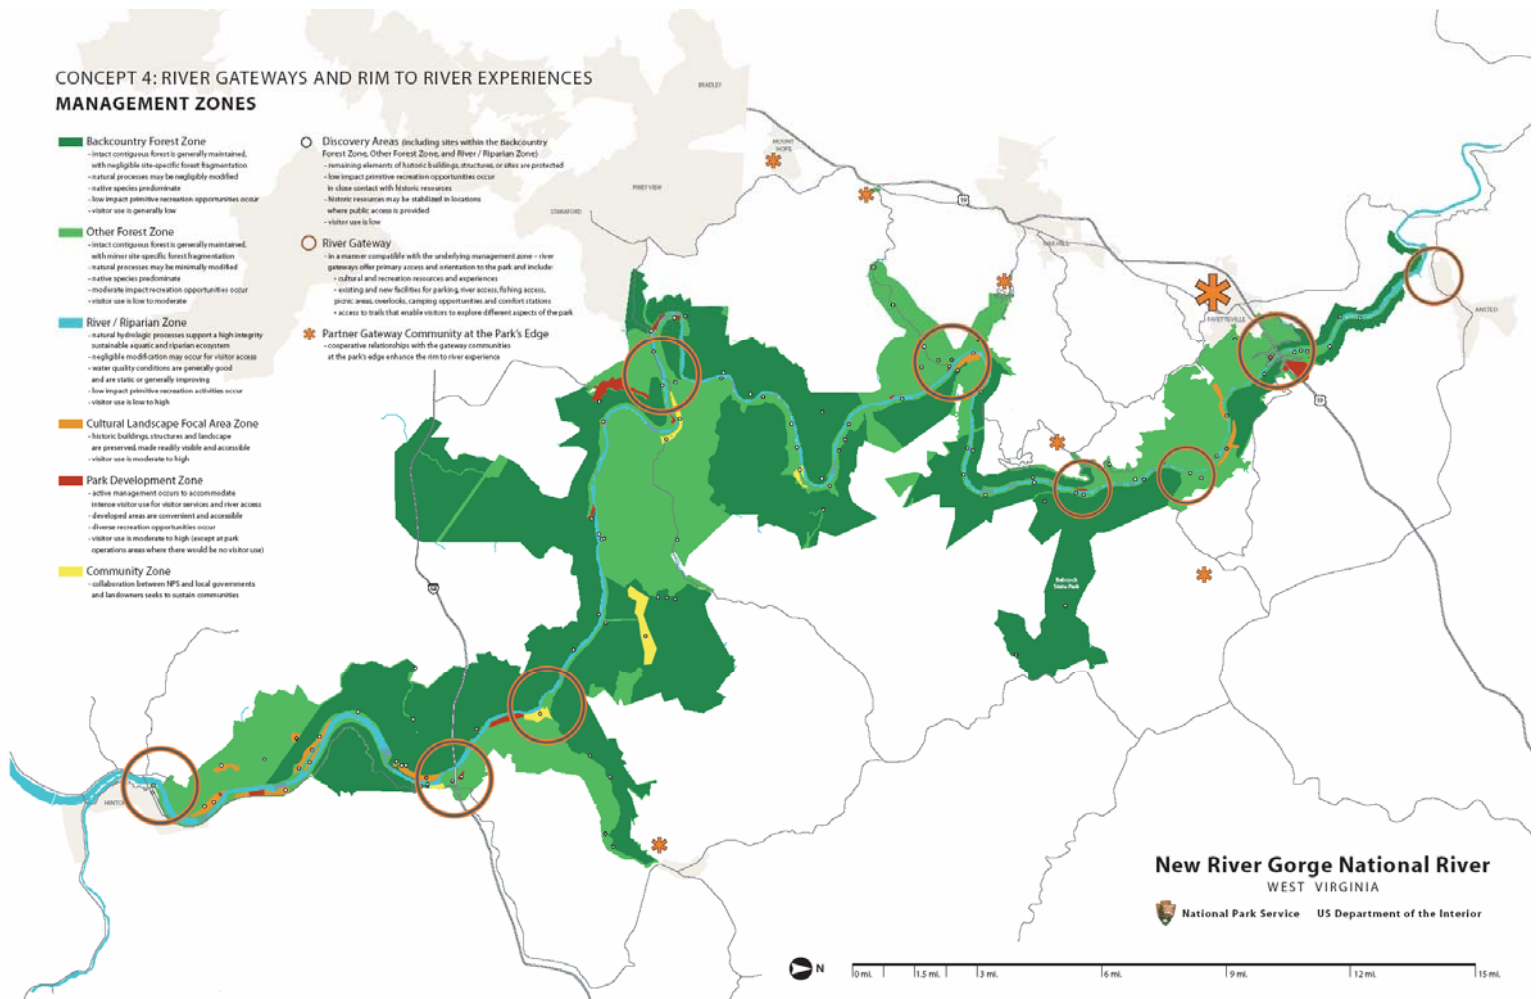 CONCEPT 4: RIVER GATEWAYS AND RIM TO RIVER EXPERIENCES
MANAGEMENT ZONES
Backcountry Forest Zone
- intact contiguous forest is generally maintained,
with negligible site-specific forest fragmentation
- natural processes may be negligibly modified
- native species predominate
- low impact primitive recreation opportunities occur
- visitor use is generally low
Other Forest Zone
- intact contiguous forest is generally maintained,
with minor site-specific forest fragmentation
- natural processes may be minimally modified
- native species predominate
- moderate impact recreation opportunities occur
- visitor use is low to moderate
River / Riparian Zone
- natural hydrologic processes support a high integrity
sustainable aquatic and riparian ecosystem
- negligible modification may occur for visitor access
- water quality conditions are generally good
and are static or generally improving
- low impact primitive recreation activities occur
- visitor use is low to high
Cultural Landscape Focal Area Zone
- historic buildings, structures and landscape
are preserved, made readily visible and accessible
- visitor use is moderate to high
Park Development Zone
- active management occurs to accommodate
intense visitor use for visitor services and river access
- developed areas are convenient and accessible
- diverse recreation opportunities occur
- visitor use is moderate to high (except at park
operations areas where there would be no visitor use)
Community Zone
- collaboration between NPS and local governments
and landowners seeks to sustain communities
Discovery Areas (including sites within the Backcountry
Forest Zone, Other Forest Zone, and River / Riparian Zone)
- remaining elements of historic buildings, structures, or sites are protected
- low impact primitive recreation opportunities occur
in close contact with historic resources
- historic resources may be stabilized in locations
where public access is provided
- visitor use is low
River Gateway
- in a manner compatible with the underlying management zone – river
gateways offer primary access and orientation to the park and include:
• cultural and recreation resources and experiences
• existing and new facilities for parking, river access, fishing access,
picnic areas, overlooks, camping opportunities and comfort stations
• access to trails that enable visitors to explore different aspects of the park
Partner Gateway Community at the Park's Edge
- cooperative relationships with the gateway communities
at the park's edge enhance the rim to river experience
BRADLEY
MOUNT
HOPE
PINEY VIEW
STANAFORD
19
OAK HILL
FAYETTEVILLE
ANSTED
19
Babcock
State Park
HINTON
New River Gorge National River
WEST VIRGINIA
National Park Service US Department of the Interior
N
0 mi. 1.5 mi. 3 mi. 6 mi. 9 mi. 12 mi. 15 mi.